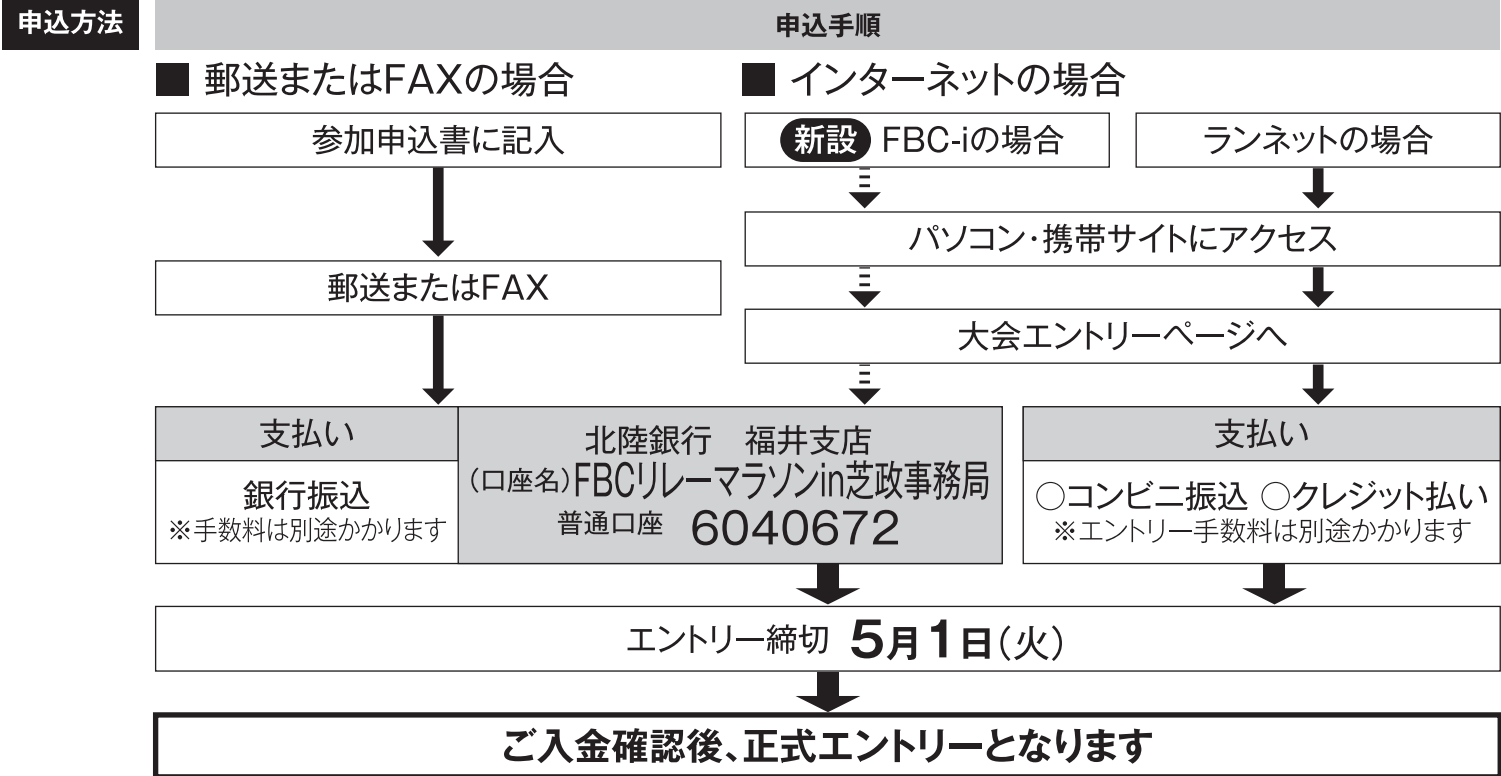 申込方法
申込手順
■ 郵送またはFAXの場合
参加申込書に記入
郵送またはFAX
■ インターネットの場合
新設 FBC-iの場合
ランネットの場合
パソコン・携帯サイトにアクセス
大会エントリーページへ
支払い
銀行振込
※手数料は別途かかります
北陸銀行　福井支店
(口座名)FBCリレーマラソンin芝政事務局
普通口座 6040672
支払い
○コンビニ振込 ○クレジット払い
※エントリー手数料は別途かかります
エントリー締切 5月1日(火)
ご入金確認後、正式エントリーとなります